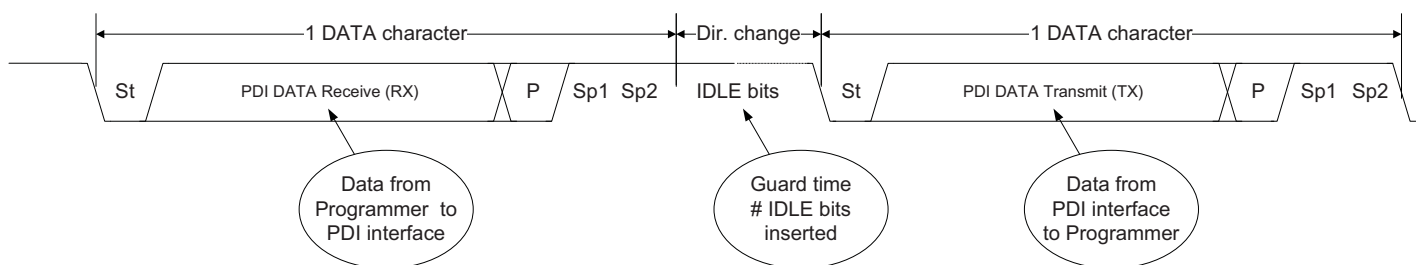 1 DATA character Dir. change 1 DATA character
St PDI DATA Receive (RX) P Sp1 Sp2 IDLE bits St PDI DATA Transmit (TX) P Sp1 Sp2
Data from
Programmer to
PDI interface
Guard time
# IDLE bits
inserted
Data from
PDI interface
to Programmer